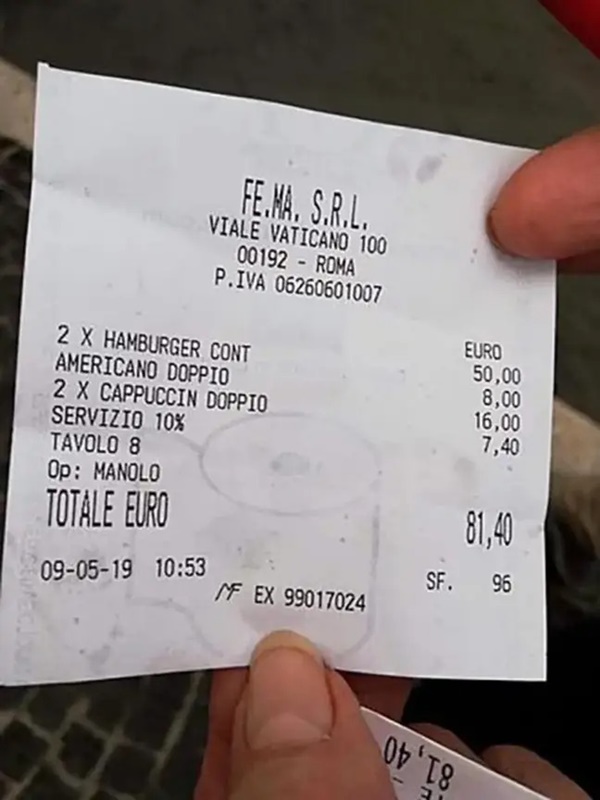 FE.MA. S.R.L.
VIALE VATICANO 100
00192 - ROMA
P.IVA 06260601007
EURO
2 X HAMBURGER CONT 50,00
AMERICANO DOPPIO 8,00
2 X CAPPUCCIN DOPPIO 16,00
SERVIZIO 10% 7,40
TAVOLO 8
Op: MANOLO
TOTALE EURO 81,40
09-05-19 10:53 SF. 96
MF EX 99017024
81,40
81,40